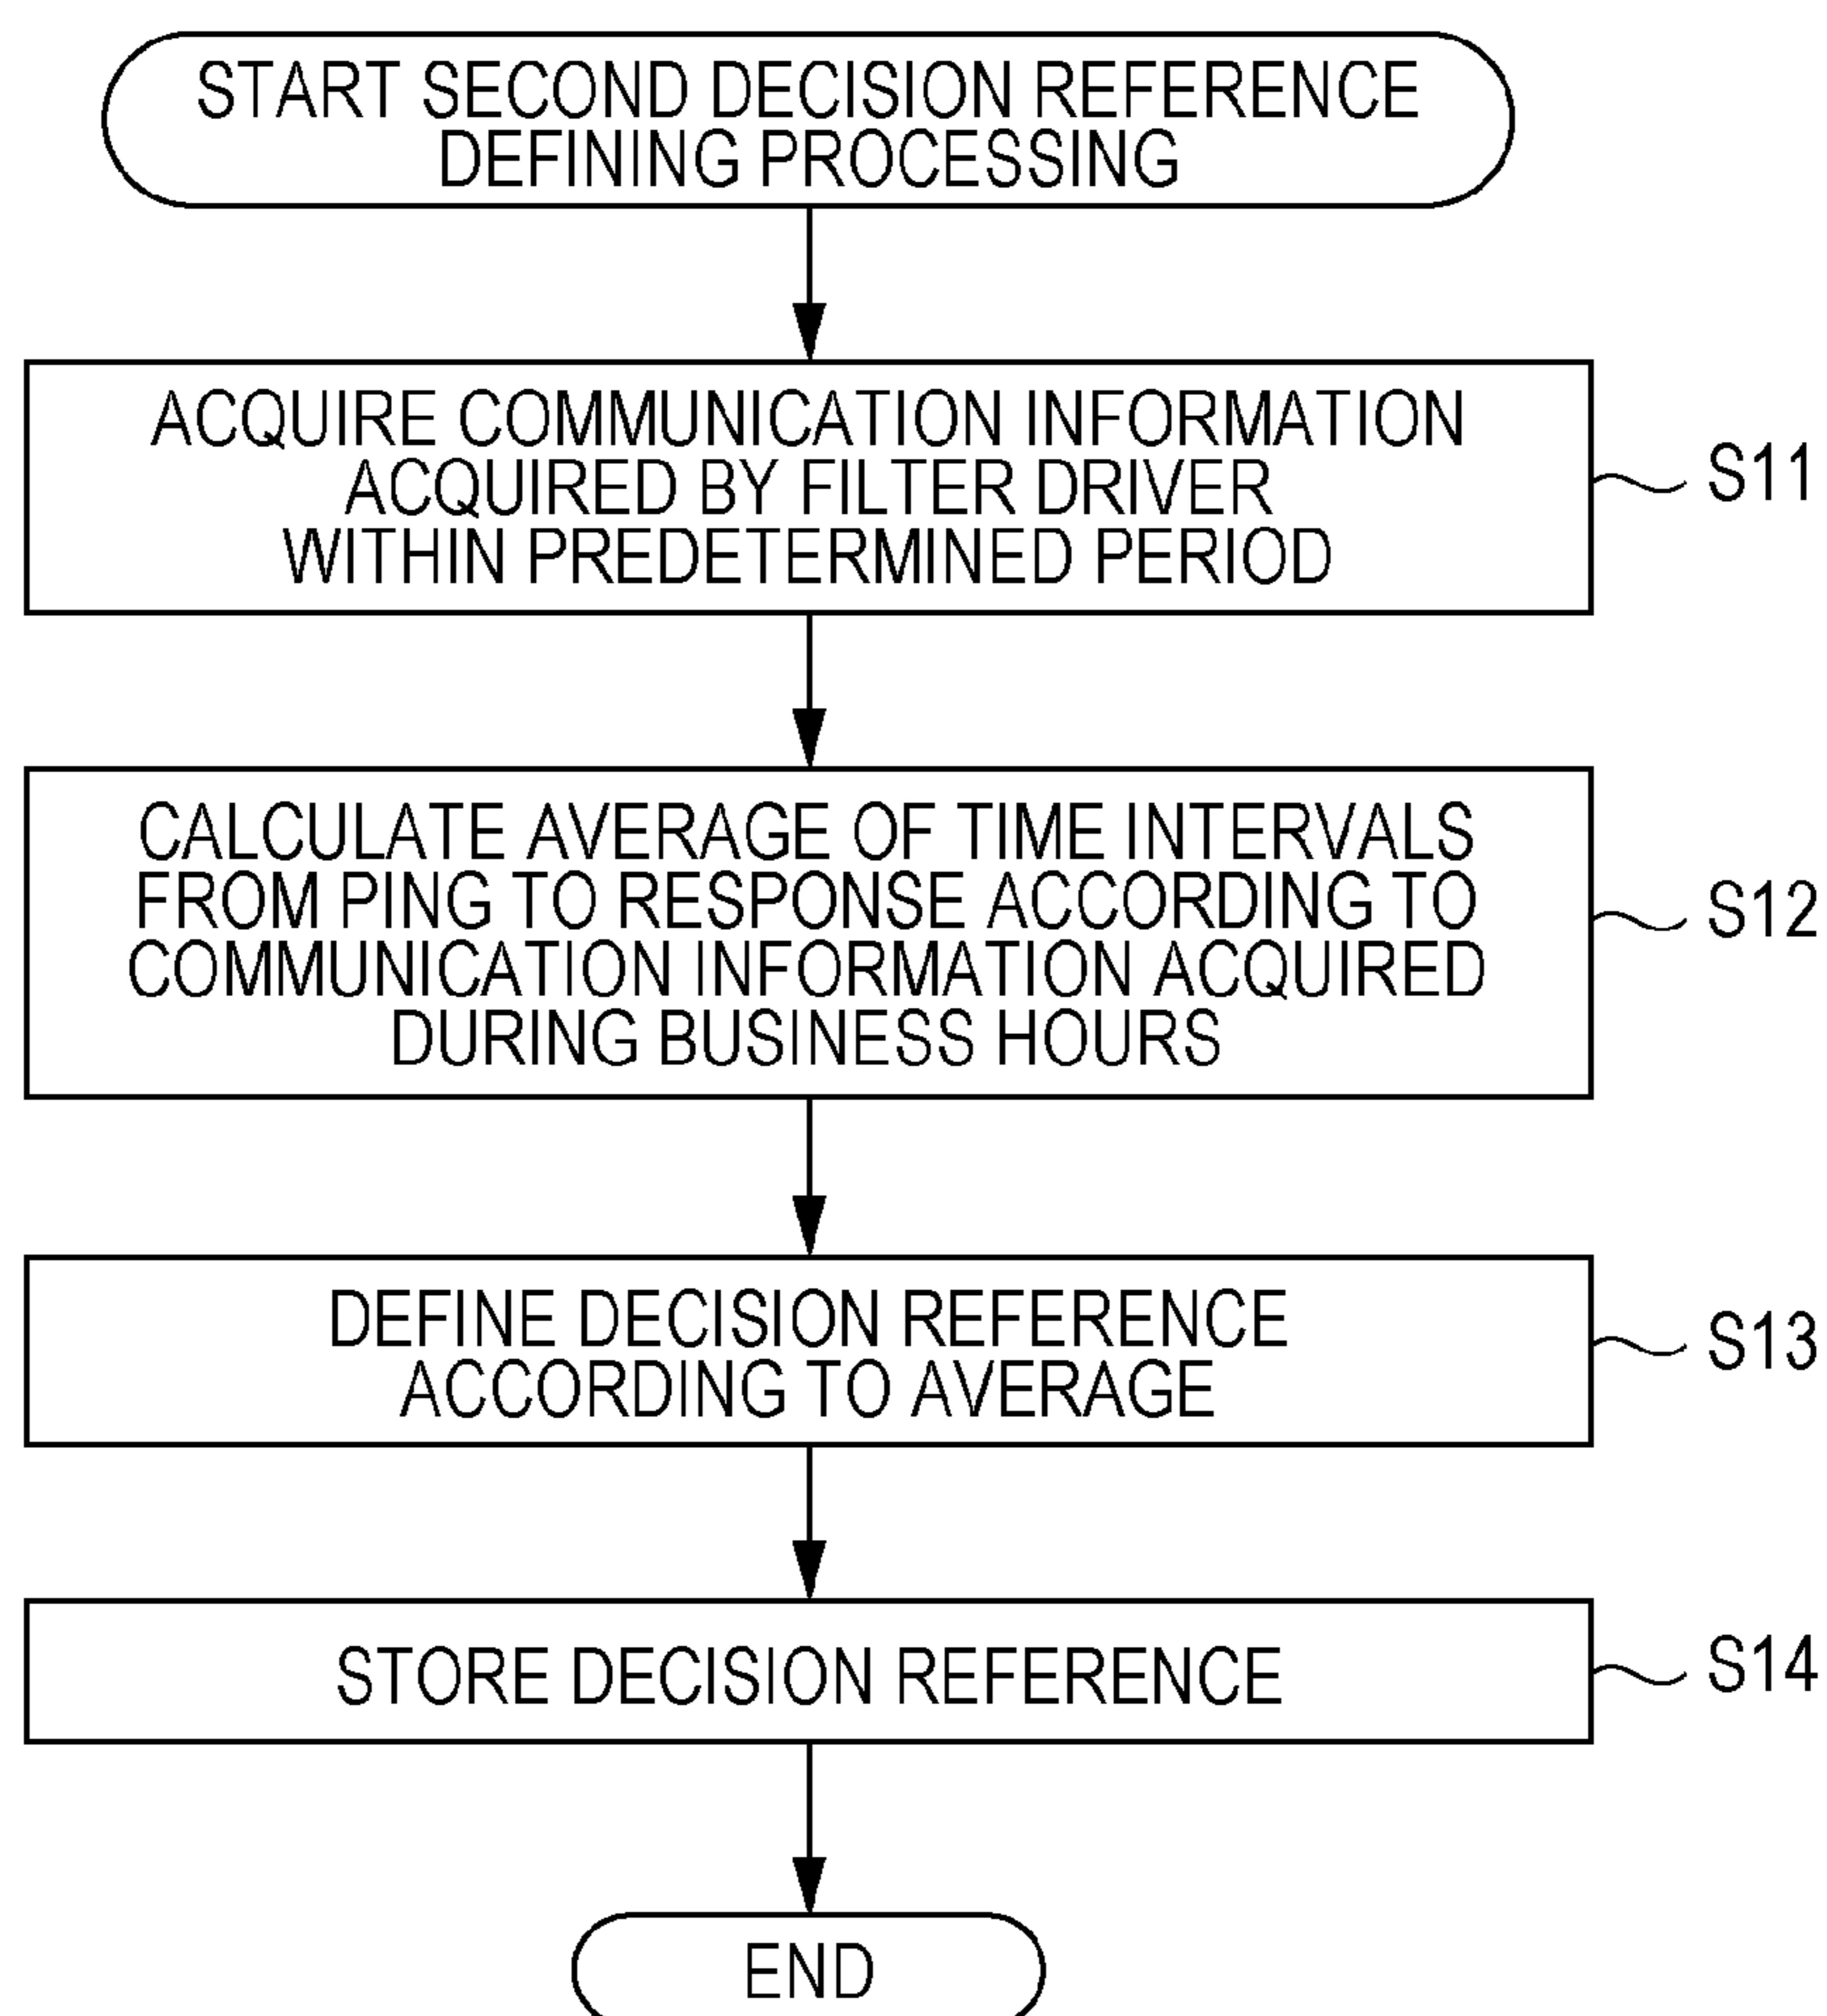 START SECOND DECISION REFERENCE
DEFINING PROCESSING
ACQUIRE COMMUNICATION INFORMATION
ACQUIRED BY FILTER DRIVER
WITHIN PREDETERMINED PERIOD
S11
CALCULATE AVERAGE OF TIME INTERVALS
FROM PING TO RESPONSE ACCORDING TO
COMMUNICATION INFORMATION ACQUIRED
DURING BUSINESS HOURS
S12
DEFINE DECISION REFERENCE
ACCORDING TO AVERAGE
S13
STORE DECISION REFERENCE
S14
END